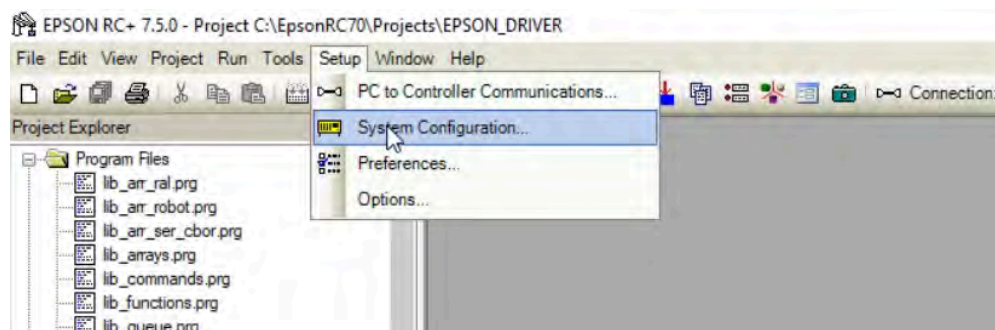 EPSON RC+ 7.5.0 - Project C:\EpsonRC70\Projects\EPSON_DRIVER
File Edit View Project Run Tools Setup Window Help
PC to Controller Communications...
Connection:
Project Explorer
System Configuration...
Program Files
Preferences...
lib_arr_ral.prg
lib_arr_robot.prg
Options...
lib_arr_ser_cbor.prg
lib_arrays.prg
lib_commands.prg
lib_functions.prg
lib_queue.prg